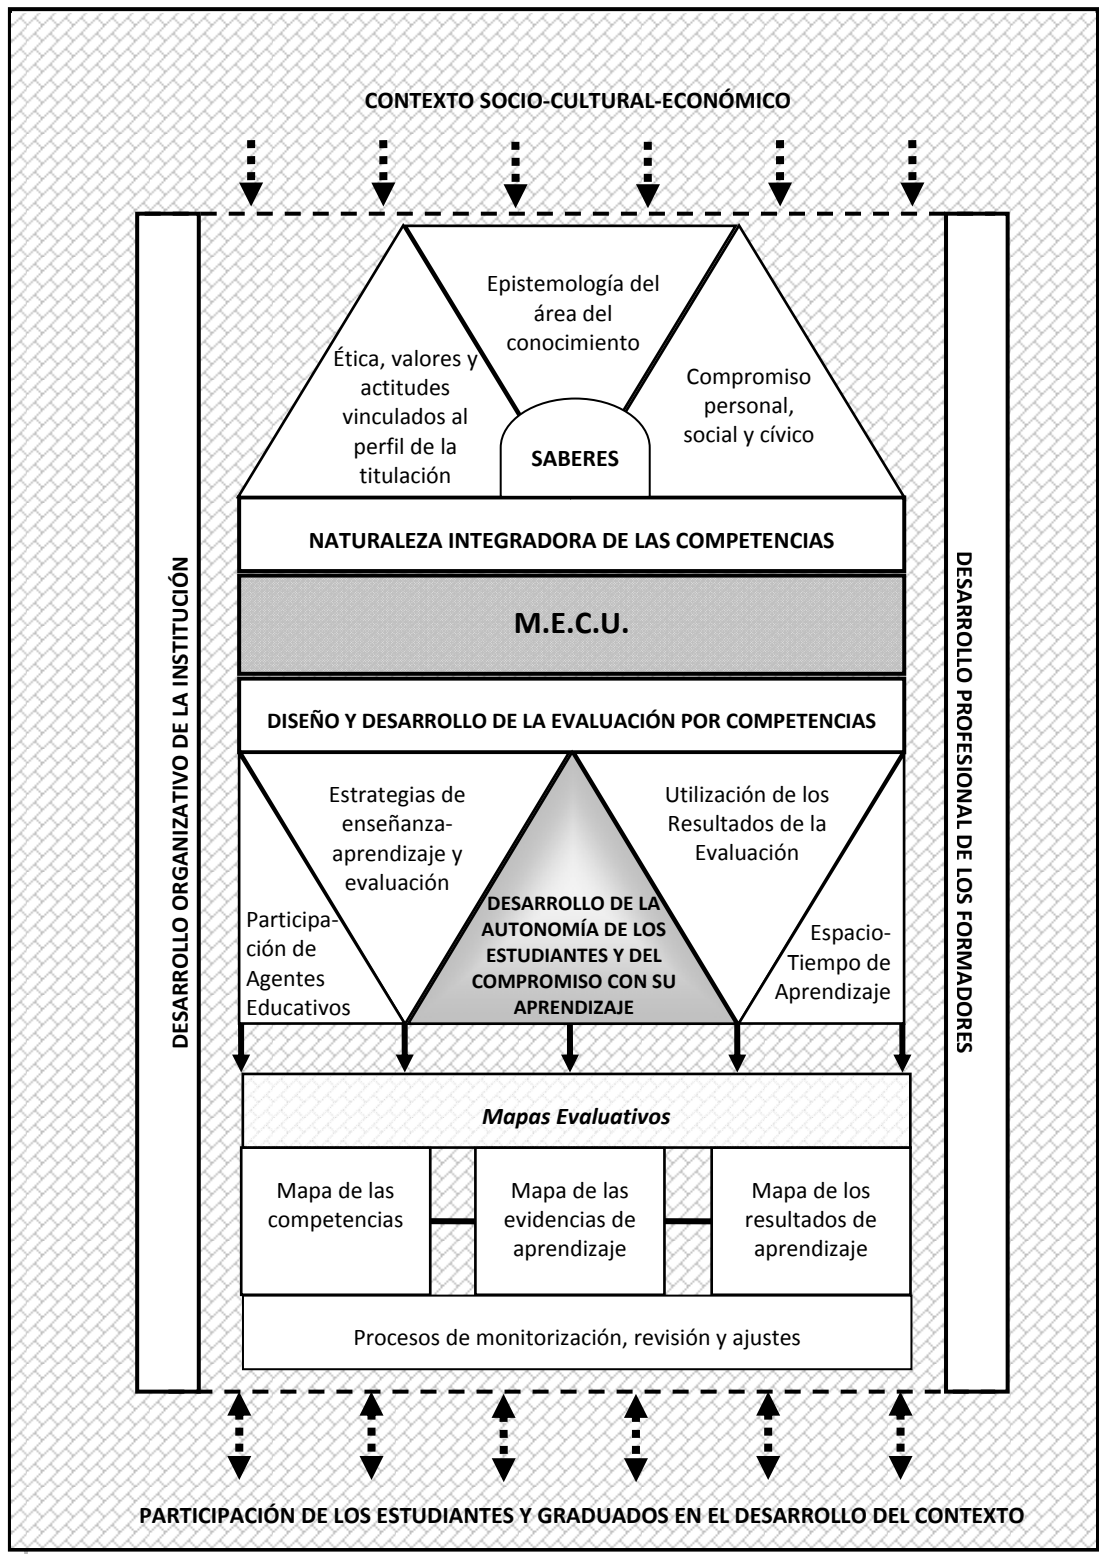 CONTEXTO SOCIO-CULTURAL-ECONÓMICO
Epistemología del
área del
conocimiento
Ética, valores y
actitudes
vinculados al
perfil de la
titulación
Compromiso
personal,
social y cívico
SABERES
NATURALEZA INTEGRADORA DE LAS COMPETENCIAS
M.E.C.U.
DISEÑO Y DESARROLLO DE LA EVALUACIÓN POR COMPETENCIAS
DESARROLLO ORGANIZATIVO DE LA INSTITUCIÓN
DESARROLLO PROFESIONAL DE LOS FORMADORES
Estrategias de
enseñanza-
aprendizaje y
evaluación
Utilización de los
Resultados de la
Evaluación
Participa-
ción de
Agentes
Educativos
DESARROLLO DE LA
AUTONOMÍA DE LOS
ESTUDIANTES Y DEL
COMPROMISO CON SU
APRENDIZAJE
Espacio-
Tiempo de
Aprendizaje
Mapas Evaluativos
Mapa de las
competencias
Mapa de las
evidencias de
aprendizaje
Mapa de los
resultados de
aprendizaje
Procesos de monitorización, revisión y ajustes
PARTICIPACIÓN DE LOS ESTUDIANTES Y GRADUADOS EN EL DESARROLLO DEL CONTEXTO